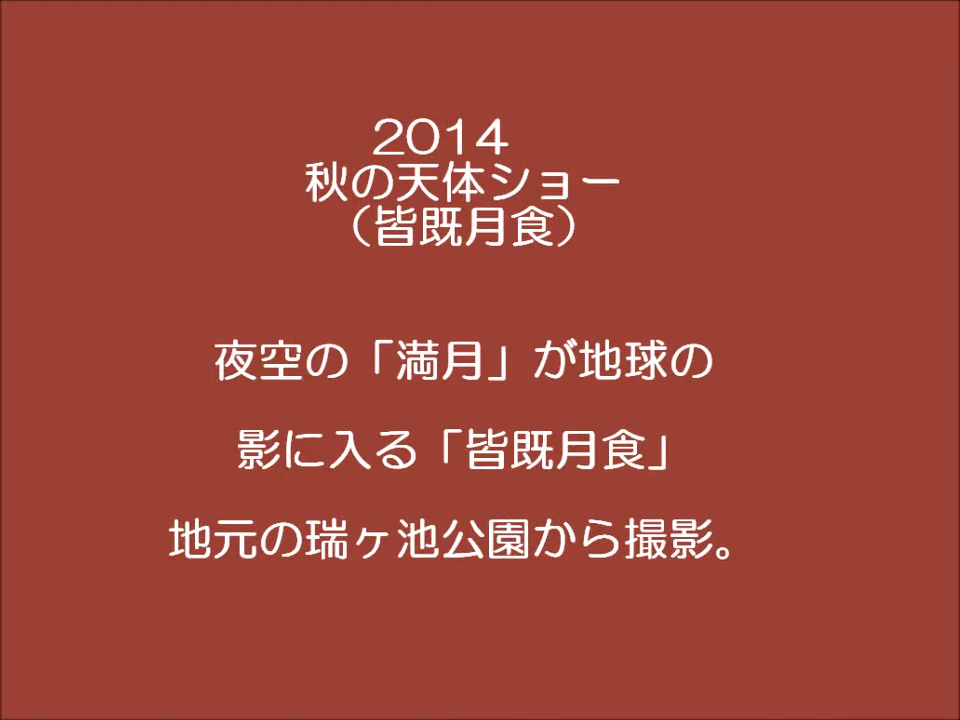 ２０１４
秋の天体ショー
（皆既月食）
夜空の「満月」が地球の
影に入る「皆既月食」
地元の瑞ヶ池公園から撮影。